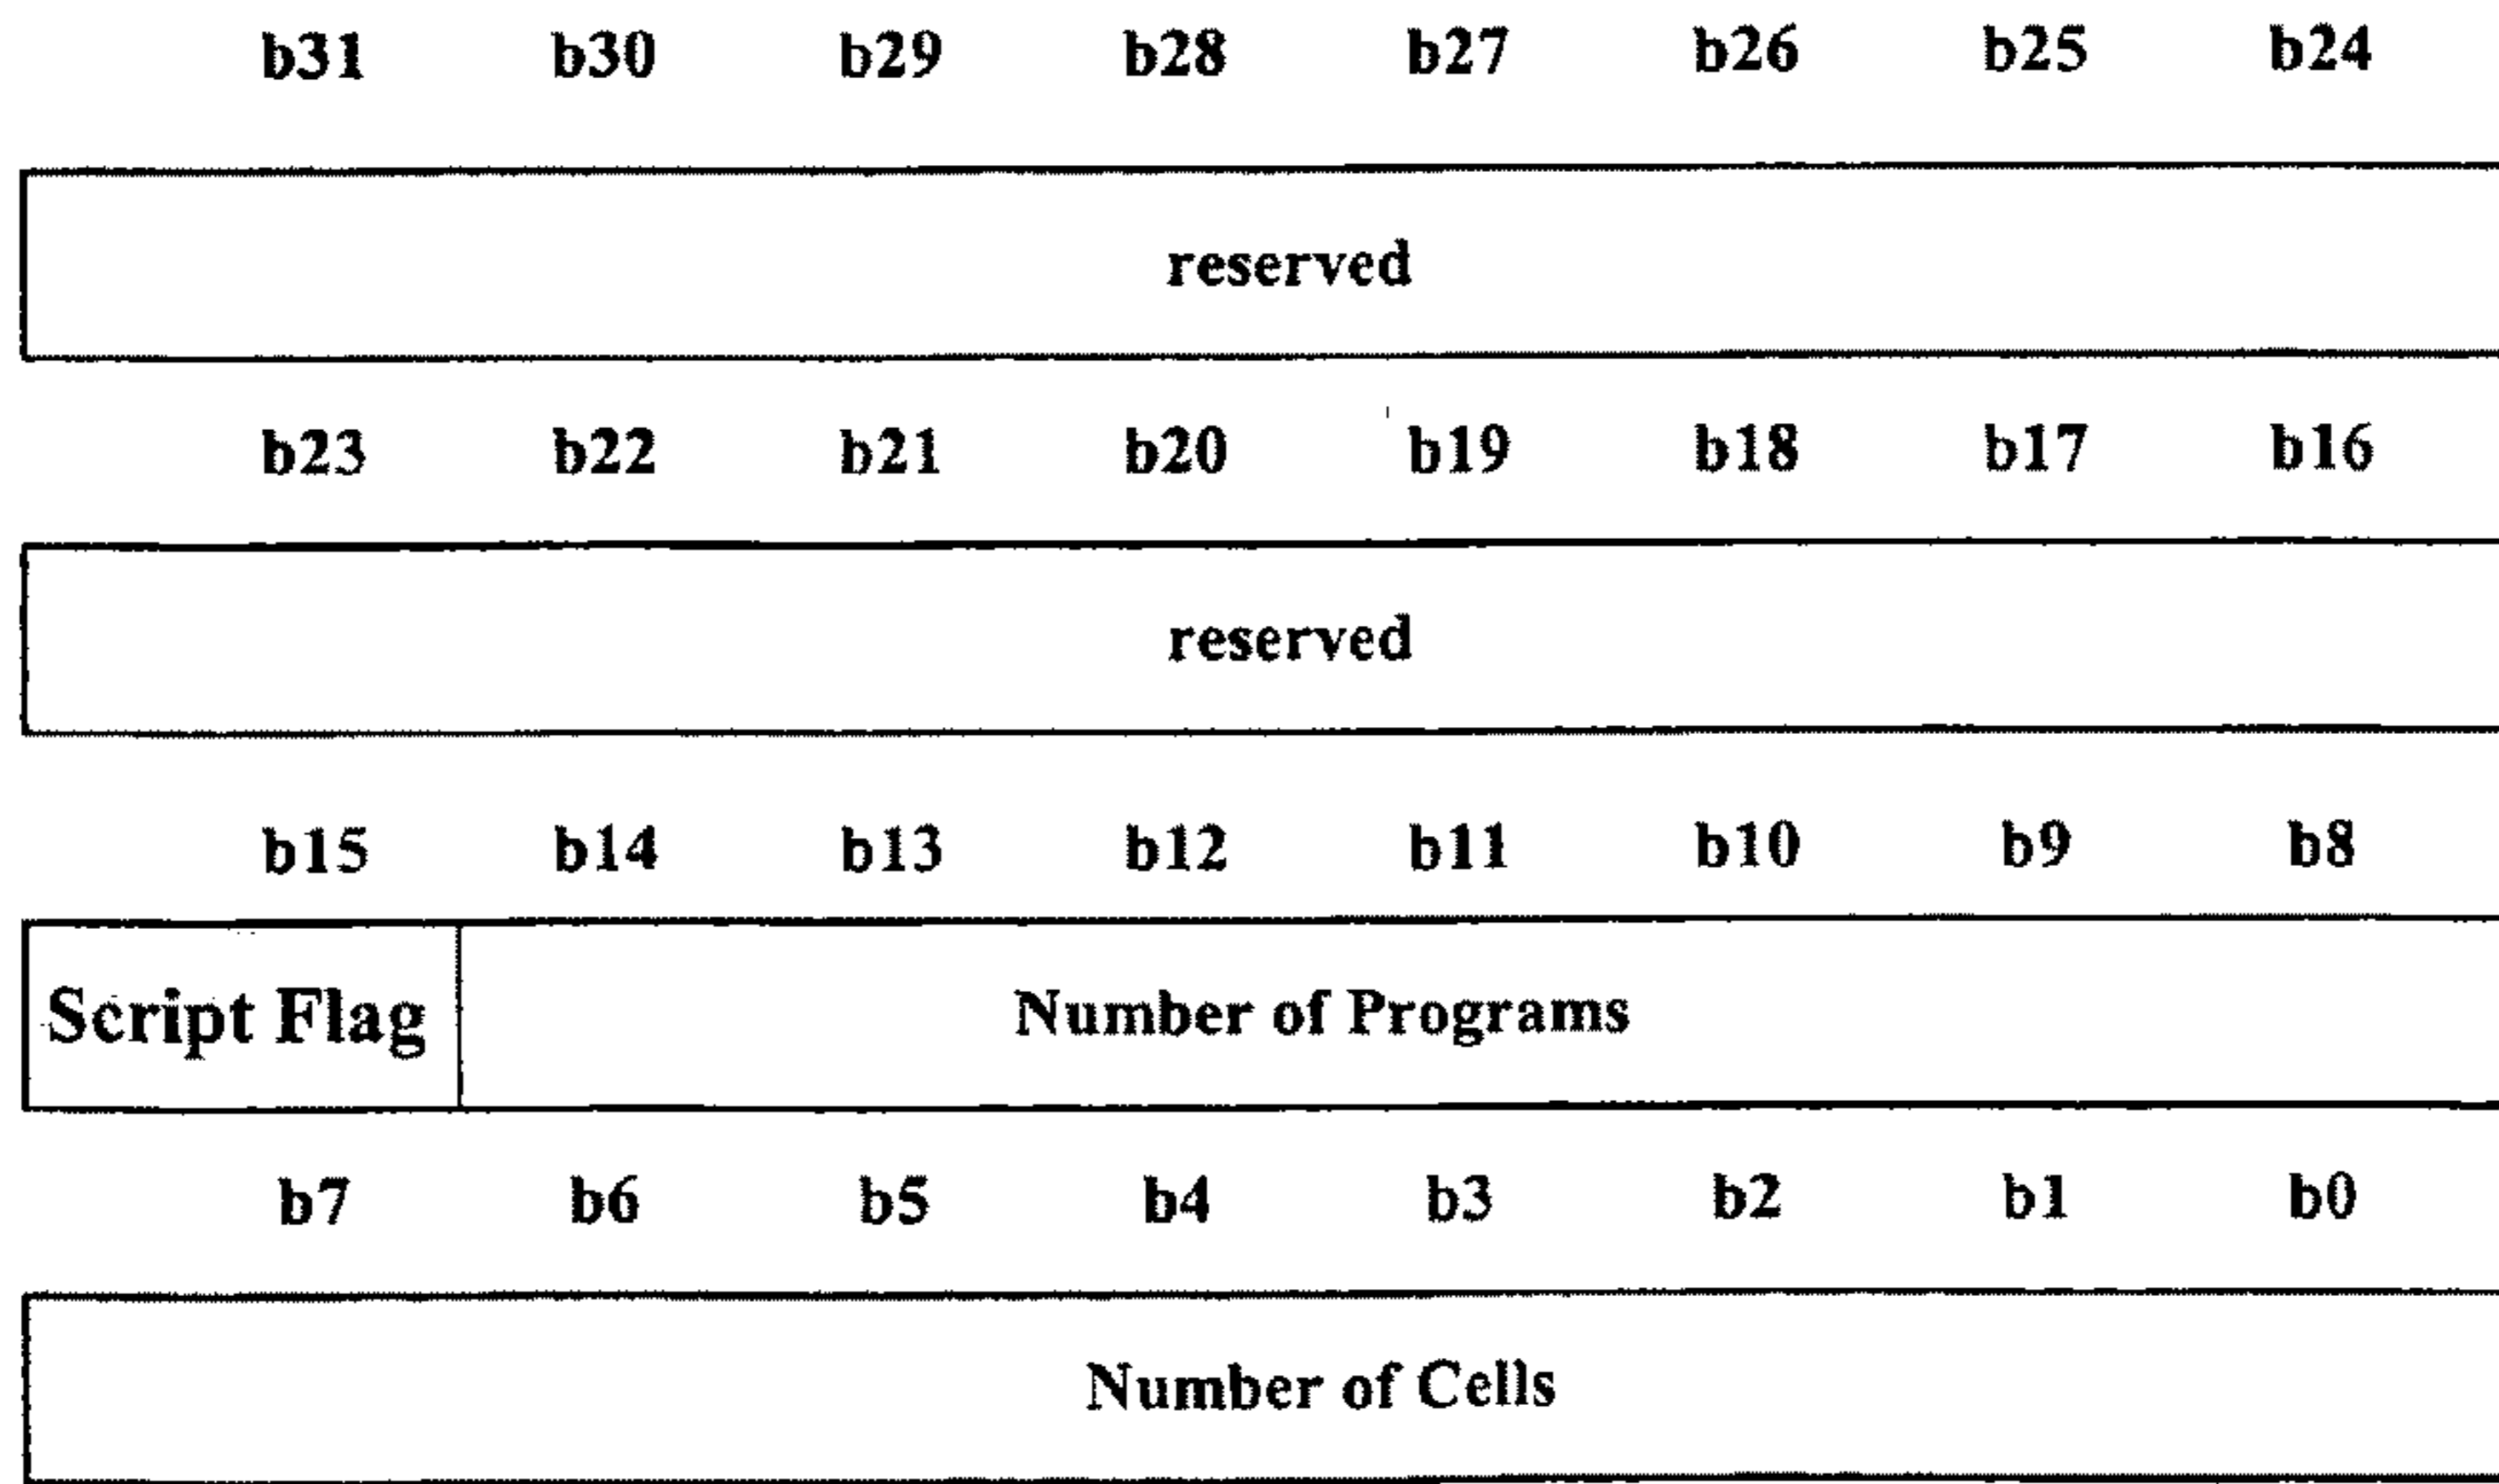 b31 b30 b29 b28 b27 b26 b25 b24
reserved
b23 b22 b21 b20 b19 b18 b17 b16
reserved
b15 b14 b13 b12 b11 b10 b9 b8
Script Flag Number of Programs
b7 b6 b5 b4 b3 b2 b1 b0
Number of Cells